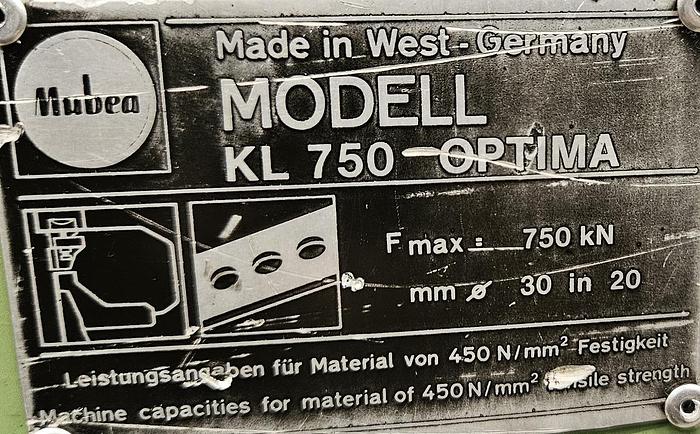 Made in West-Germany
Mubea
MODELL
KL 750 OPTIMA
F max = 750 kN
mm ⌀ 30 in 20
Leistungsangaben für Material von 450 N/mm² Festigkeit
Machine capacities for material of 450 N/mm² tensile strength